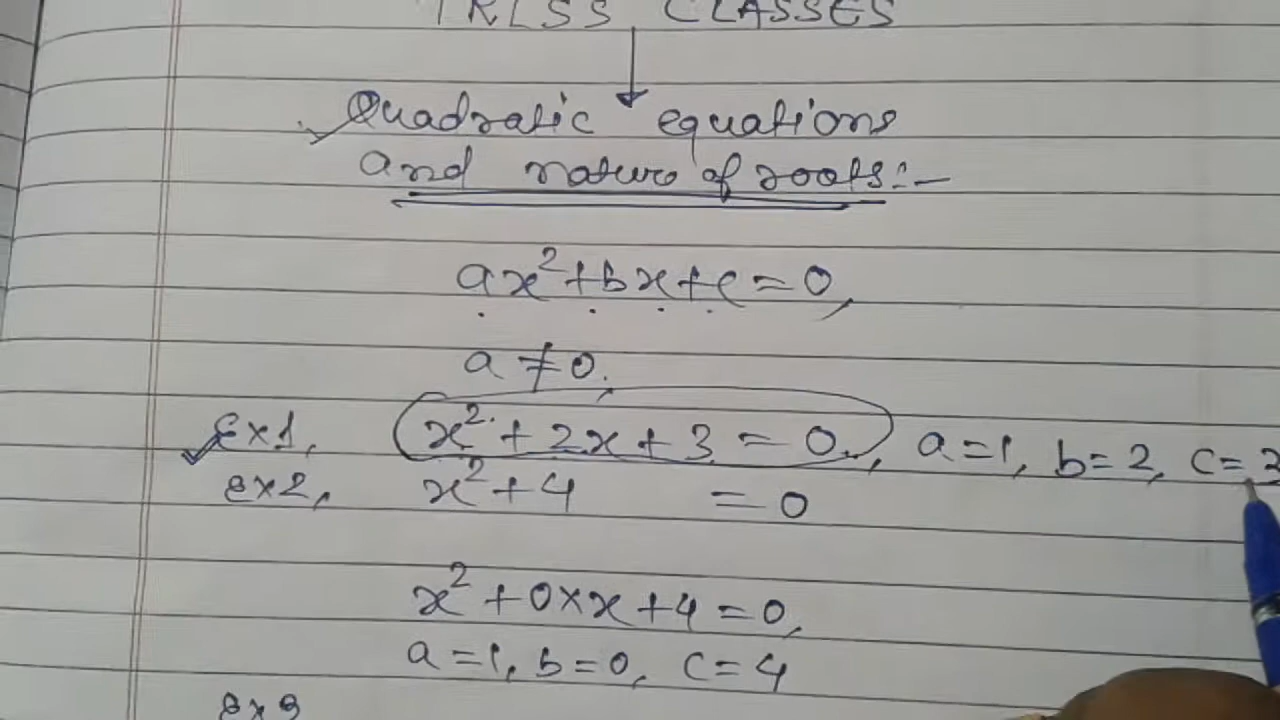 CLASSES
Quadratic equations
and nature of roots:-
ax²+bx+c=0,
a ≠ 0.
Ex1, x²+2x+3=0., a=1, b=2, c=3
ex2, x²+4 =0
x²+0×x+4=0,
a=1, b=0, c=4